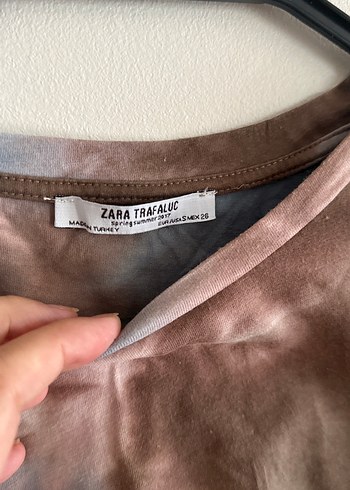 ZARA TRAFALUC
spring summer 2017
MADE IN TURKEY EUR/USA S MEX 26